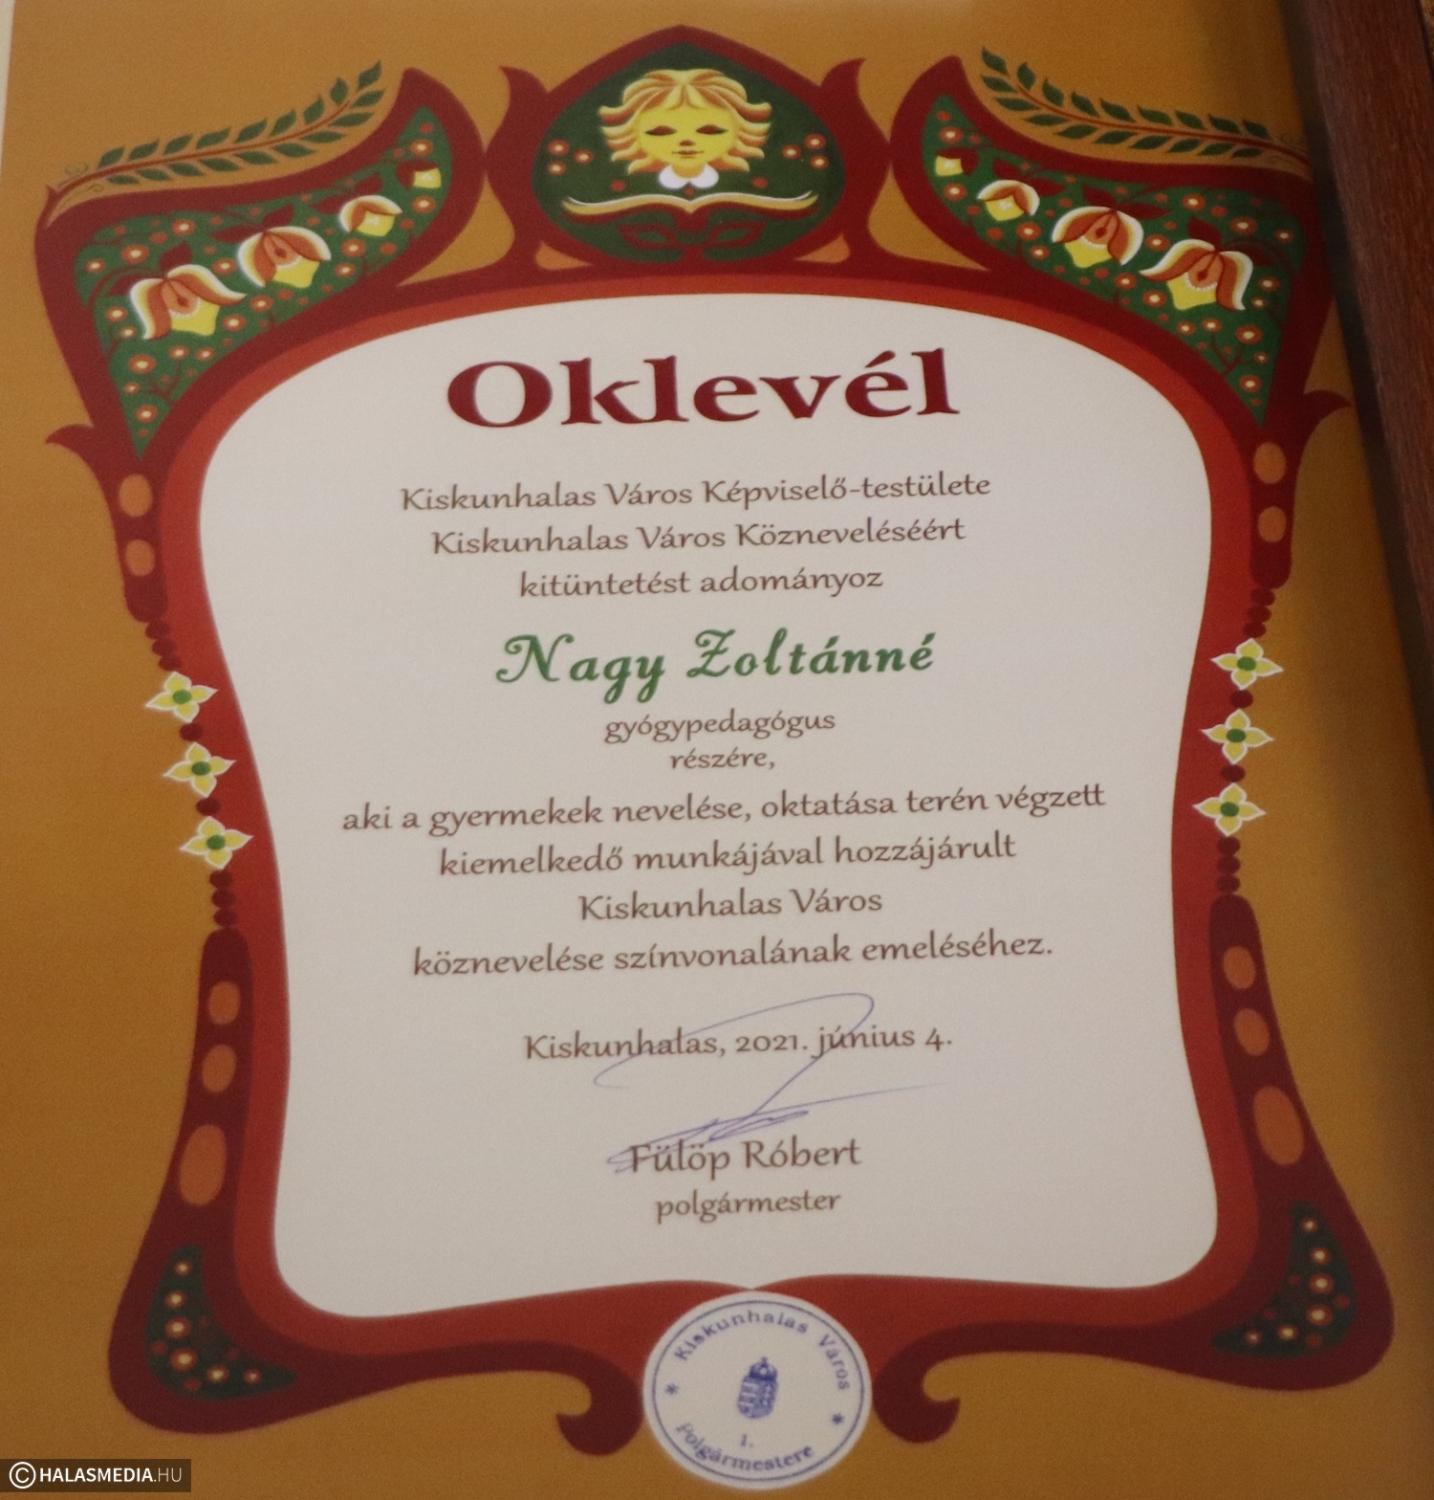 Oklevél
Kiskunhalas Város Képviselő-testülete
Kiskunhalas Város Közneveléséért
kitüntetést adományoz
Nagy Zoltánné
gyógypedagógus
részére,
aki a gyermekek nevelése, oktatása terén végzett
kiemelkedő munkájával hozzájárult
Kiskunhalas Város
köznevelése színvonalának emeléséhez.
Kiskunhalas, 2021. június 4.
Fülöp Róbert
polgármester
Kiskunhalas Város
1.
Polgármestere
© HALASMEDIA.HU